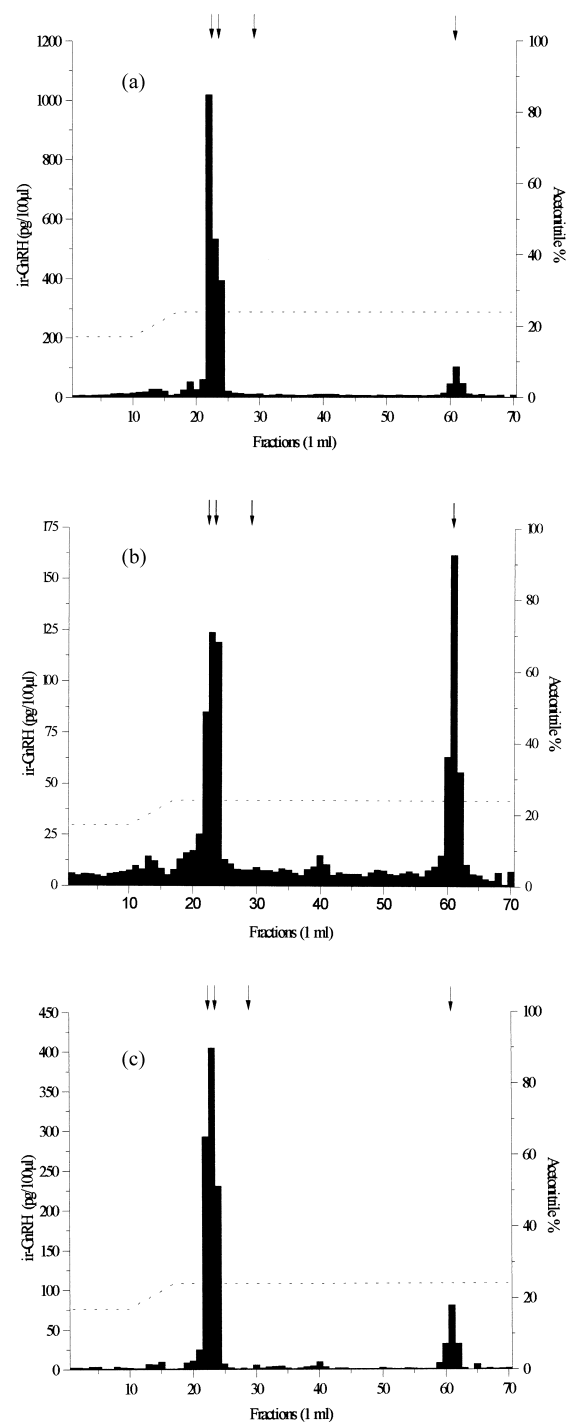 1200
1000
800
600
400
200
0
ir-GnRH (pg/100µl)
(a)
100
80
60
40
20
0
Acetonitrile %
10 20 30 40 50 60 70
Fractions (1 ml)
175
150
125
100
75
50
25
0
ir-GnRH (pg/100µl)
(b)
100
80
60
40
20
0
Acetonitrile %
10 20 30 40 50 60 70
Fractions (1 ml)
450
400
350
300
250
200
150
100
50
0
ir-GnRH (pg/100µl)
(c)
100
80
60
40
20
0
Acetonitrile %
10 20 30 40 50 60 70
Fractions (1 ml)